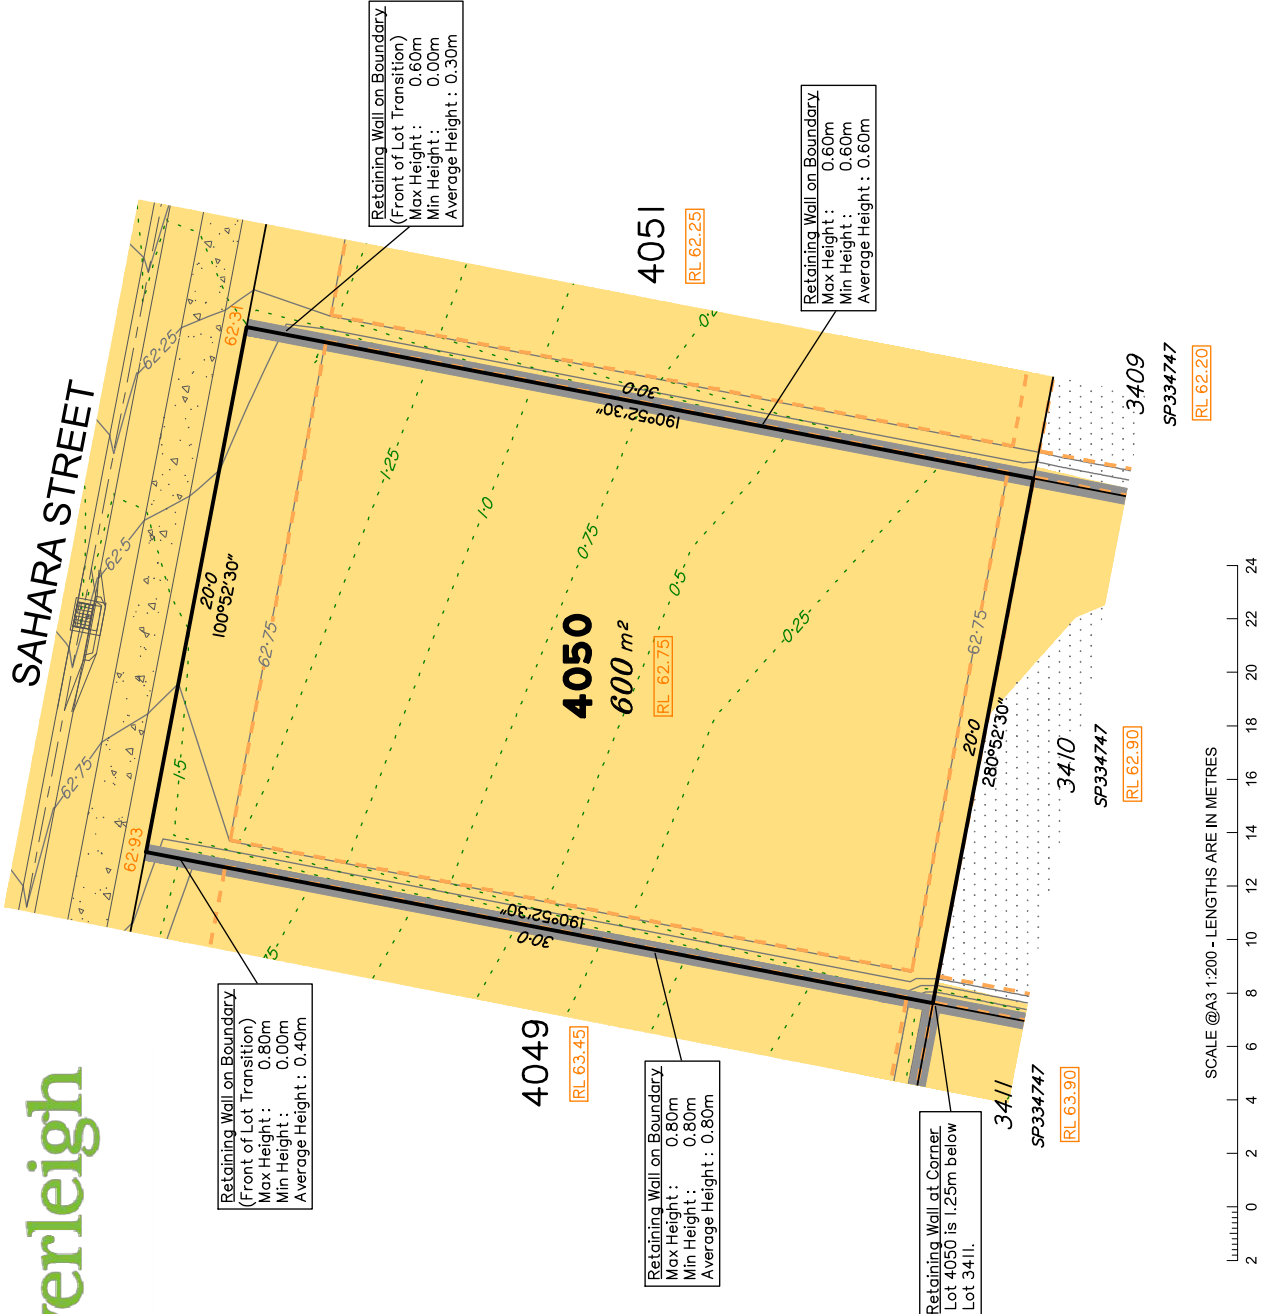 SAHARA STREET
Retaining Wall on Boundary
(Front of Lot Transition)
Max Height : 0.60m
Min Height : 0.00m
Average Height : 0.30m
Retaining Wall on Boundary
Max Height : 0.60m
Min Height : 0.60m
Average Height : 0.60m
4051
RL 62.25
62·31
62·25
62·5
62·75
62·93
20·0
100°52'30"
62·75
1·5
1·25
1·0
0·75
0·5
0·25
30·0
190°52'30"
4050
600 m²
RL 62.75
62·75
20·0
280°52'30"
190°52'30"
30·0
3409
SP334747
RL 62.20
3410
SP334747
RL 62.90
4049
RL 63.45
3411
SP334747
RL 63.90
Retaining Wall on Boundary
(Front of Lot Transition)
Max Height : 0.80m
Min Height : 0.00m
Average Height : 0.40m
Retaining Wall on Boundary
Max Height : 0.80m
Min Height : 0.80m
Average Height : 0.80m
Retaining Wall at Corner
Lot 4050 is 1.25m below
Lot 3411.
verleigh
SCALE @A3 1:200 - LENGTHS ARE IN METRES
2 0 2 4 6 8 10 12 14 16 18 20 22 24